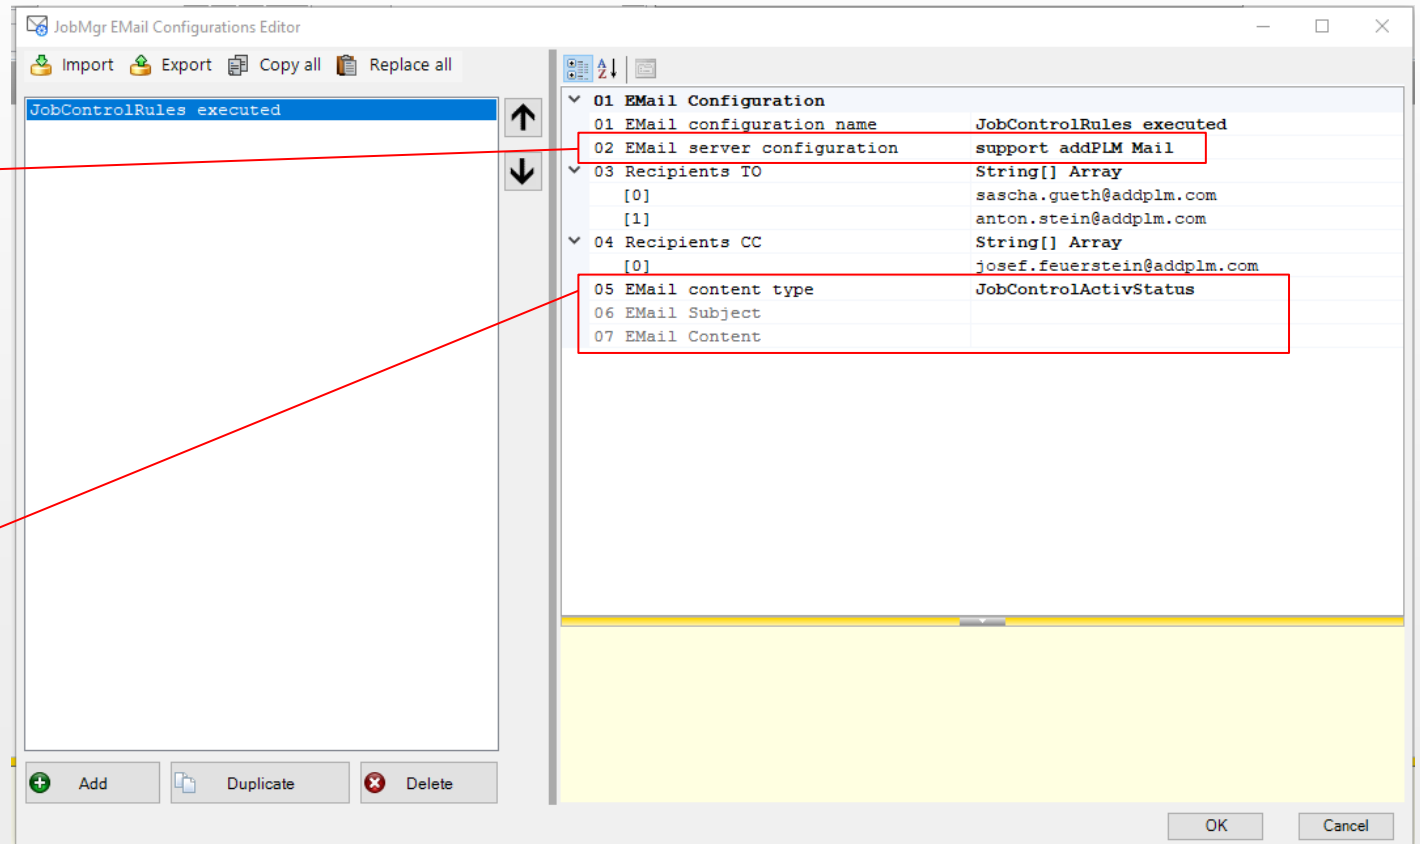 JobMgr EMail Configurations Editor
Import Export Copy all Replace all
JobControlRules executed
01 EMail Configuration
01 EMail configuration name JobControlRules executed
02 EMail server configuration support addPLM Mail
03 Recipients TO String[] Array
[0] sascha.gueth@addplm.com
[1] anton.stein@addplm.com
04 Recipients CC String[] Array
[0] josef.feuerstein@addplm.com
05 EMail content type JobControlActivStatus
06 EMail Subject
07 EMail Content
Add Duplicate Delete
OK Cancel